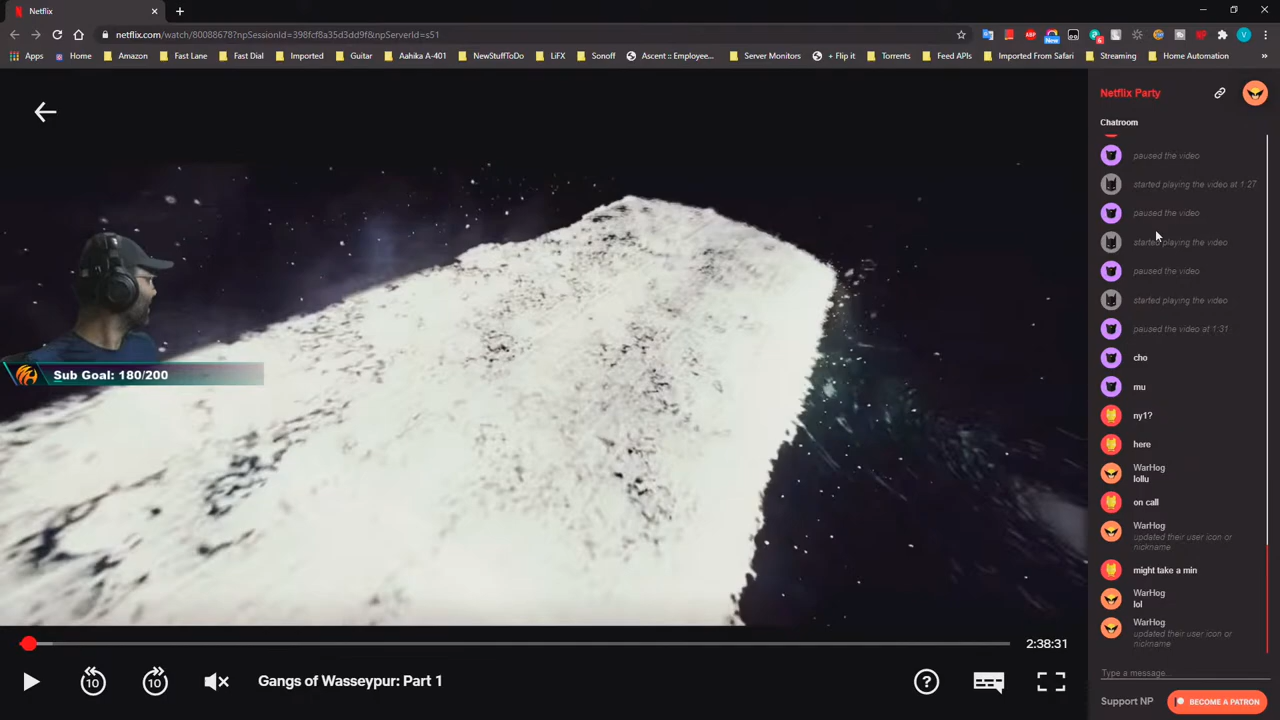 Netflix
netflix.com/watch/80088678?npSessionId=398fcf8a35d3dd9f&npServerId=s51
New
6
V
Apps
Home
Amazon
Fast Lane
Fast Dial
Imported
Sahika A-401
NewStuffToDo
LiFi
Sonoff
Ascent :: Employee...
Server Monitors
+ Flip it
Torrents
Feed APIs
Imported From Safari
Streaming
Home Automation
»
Netflix Party
Chatroom
paused the video
started playing the video at 1:27
paused the video
started playing the video
paused the video
started playing the video
paused the video at 1:31
cho
mu
ny1?
here
WarHog
lollu
on call
WarHog
updated their user icon or
nickname
might take a min
WarHog
lol
WarHog
updated their user icon or
nickname
Type a message...
Support NP
BECOME A PATRON
Sub Goal: 180/200
2:38:31
10
10
Gangs of Wasseypur: Part 1
?